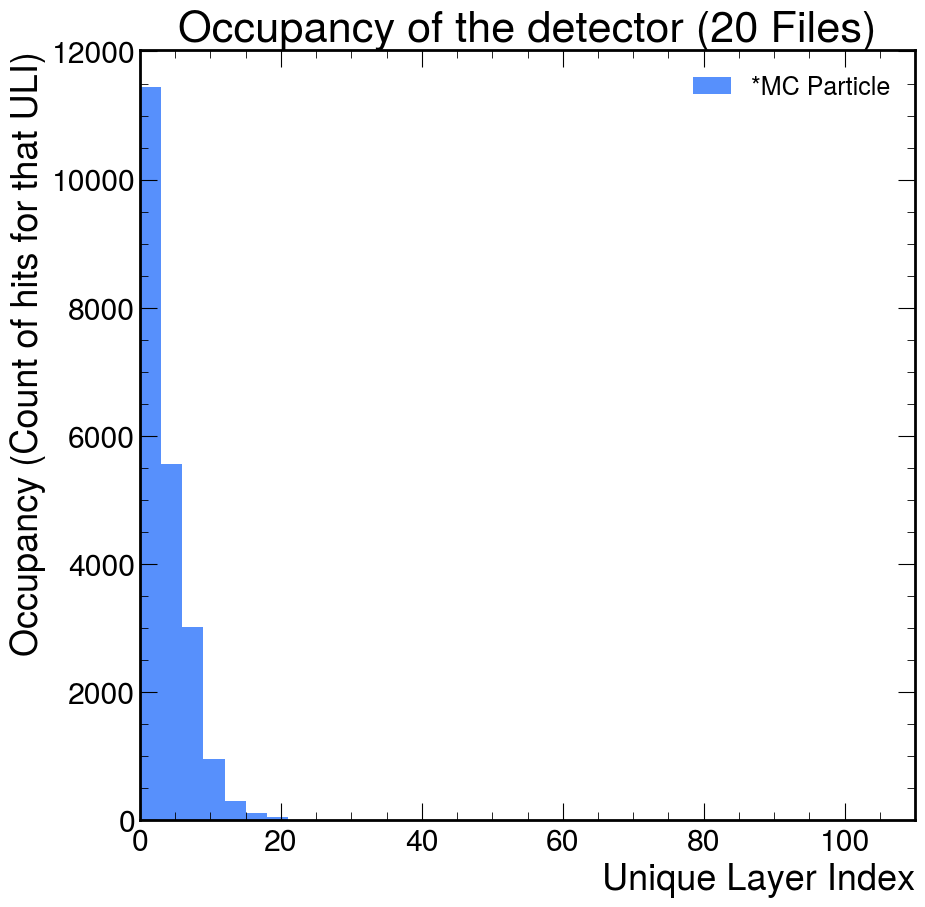 Occupancy of the detector (20 Files)
*MC Particle
Occupancy (Count of hits for that ULI)
12000
10000
8000
6000
4000
2000
0
0 20 40 60 80 100
Unique Layer Index